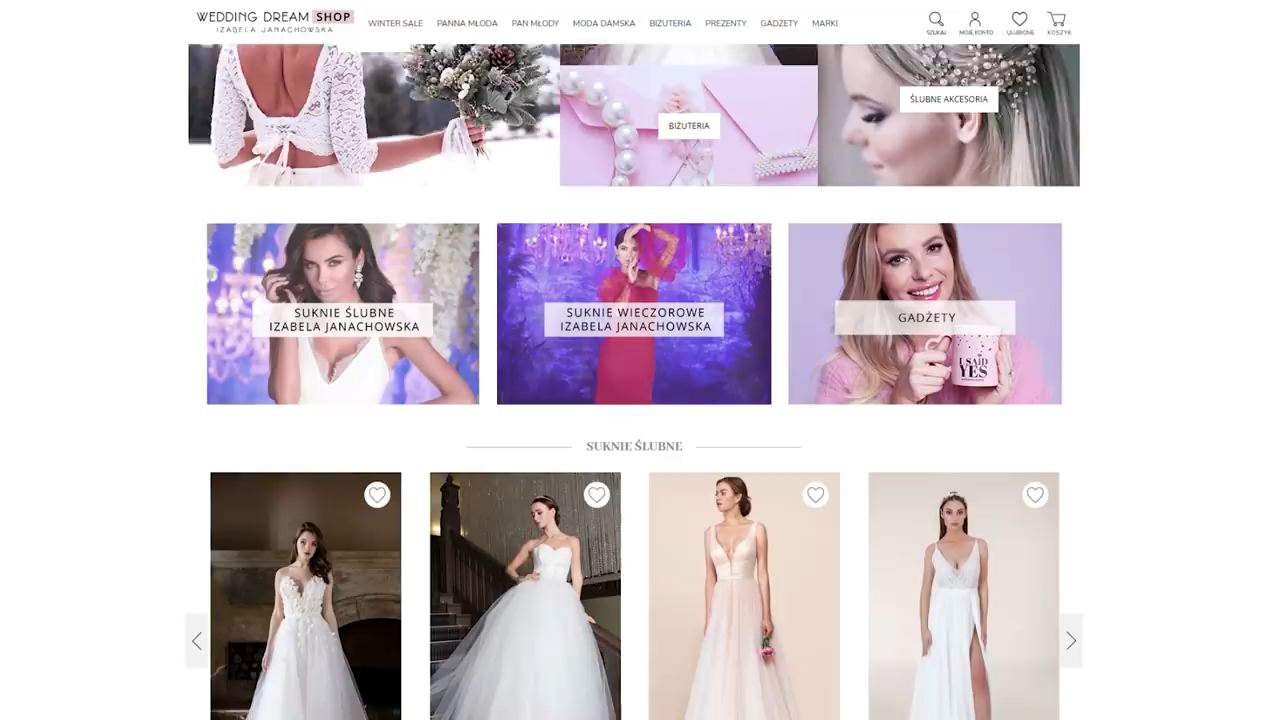 WEDDING DREAM SHOP
IZABELA JANACHOWSKA
WINTER SALE PANNA MŁODA PAN MŁODY MODA DAMSKA BIŻUTERIA PREZENTY GADŻETY MARKI
SZUKAJ MOJE KONTO ULUBIONE KOSZYK
BIŻUTERIA
ŚLUBNE AKCESORIA
SUKNIE ŚLUBNE
IZABELA JANACHOWSKA
SUKNIE WIECZOROWE
IZABELA JANACHOWSKA
GADŻETY
I SAID
YES
SUKNIE ŚLUBNE